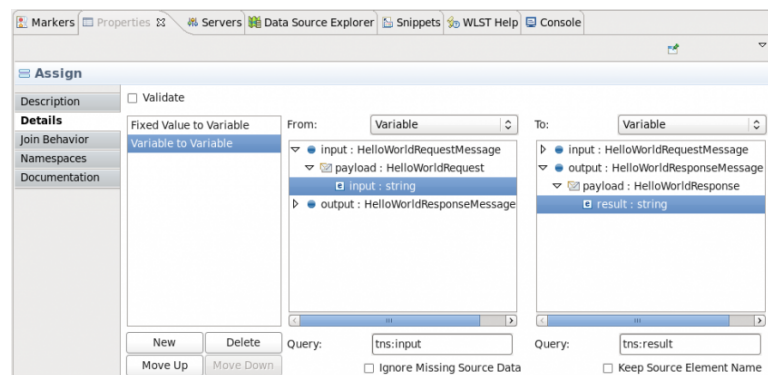 Markers Properties Servers Data Source Explorer Snippets WLST Help Console
Assign
Description
Details
Join Behavior
Namespaces
Documentation
Validate
Fixed Value to Variable
Variable to Variable
New Delete
Move Up Move Down
From: Variable
input : HelloWorldRequestMessage
payload : HelloWorldRequest
input : string
output : HelloWorldResponseMessage
Query: tns:input
Ignore Missing Source Data
To: Variable
input : HelloWorldRequestMessage
output : HelloWorldResponseMessage
payload : HelloWorldResponse
result : string
Query: tns:result
Keep Source Element Name